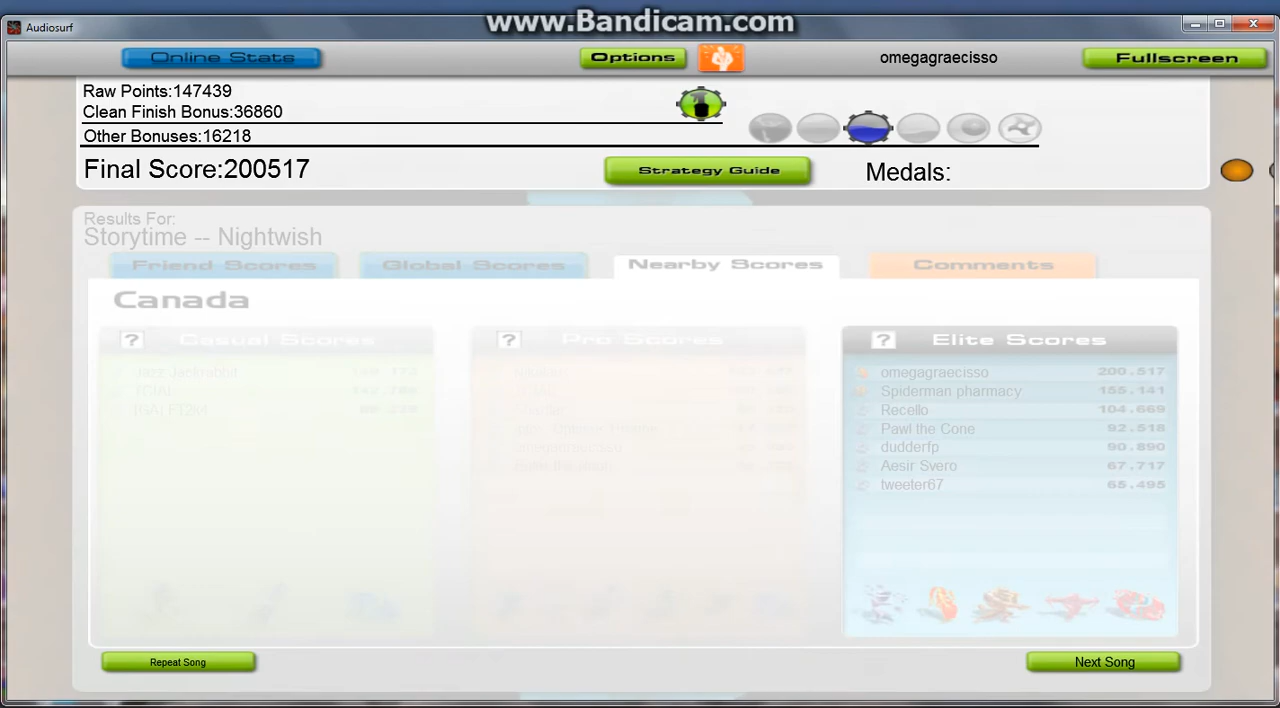 www.Bandicam.com
Audiosurf
Online Stats
Options
omegagraecisso
Fullscreen
Raw Points:147439
Clean Finish Bonus:36860
Other Bonuses:16218
Final Score:200517
Strategy Guide
Medals:
Results For:
Storytime -- Nightwish
Friend Scores
Global Scores
Nearby Scores
Comments
Canada
? Casual Scores
? Pro Scores
? Elite Scores
Jazz Jackrabbit
omegagraecisso 200.517
Spiderman pharmacy 155.141
Recello 104.669
Pawl the Cone 92.518
dudderfp 90.890
Aesir Svero 67.717
tweefer67 65.495
Repeat Song
Next Song